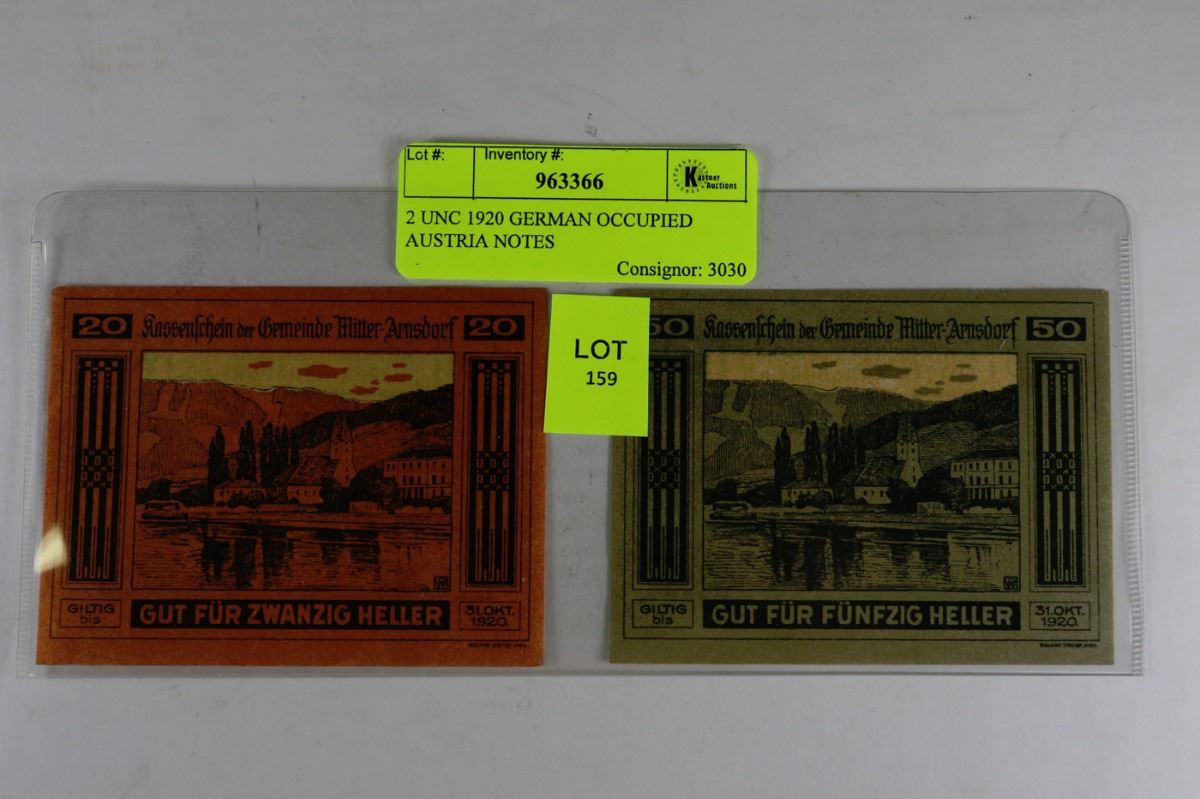 Lot #:
Inventory #:
963366
Kastner
Auctions
2 UNC 1920 GERMAN OCCUPIED
AUSTRIA NOTES
Consignor: 3030
LOT
159
20 Kassenschein der Gemeinde Mitter-Arnsdorf 20
GILTIG
bis
GUT FÜR ZWANZIG HELLER
31.OKT.
1920.
50 Kassenschein der Gemeinde Mitter-Arnsdorf 50
GILTIG
bis
GUT FÜR FÜNFZIG HELLER
31.OKT.
1920.